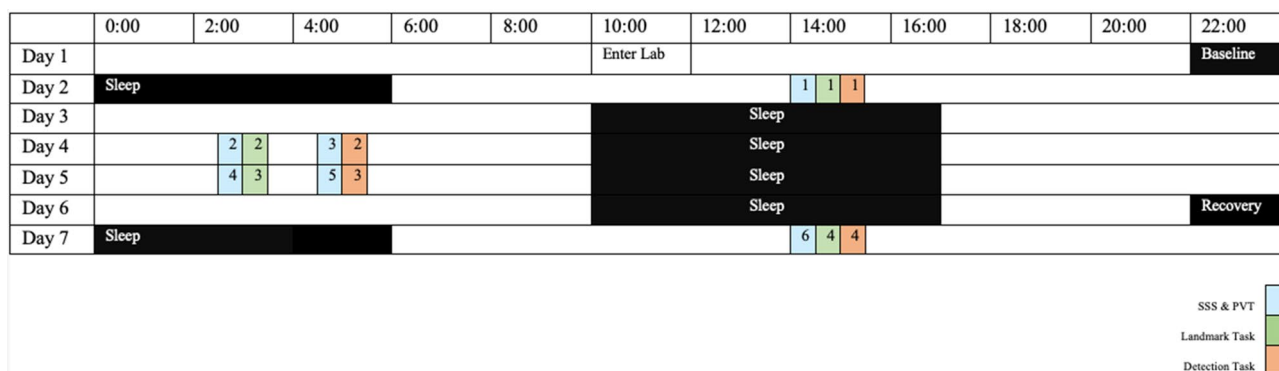 0:00 2:00 4:00 6:00 8:00 10:00 12:00 14:00 16:00 18:00 20:00 22:00
Day 1 Enter Lab Baseline
Day 2 Sleep 1 1 1
Day 3 Sleep
Day 4 2 2 3 2 Sleep
Day 5 4 3 5 3 Sleep
Day 6 Sleep Recovery
Day 7 Sleep 6 4 4
SSS & PVT
Landmark Task
Detection Task